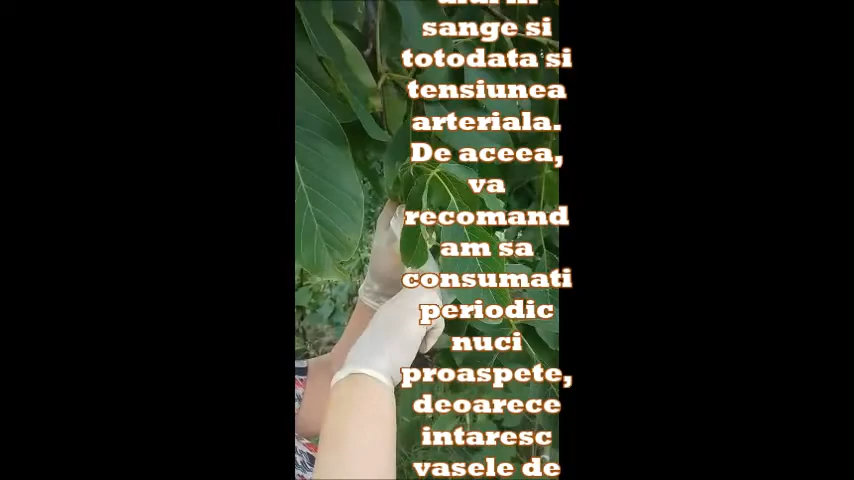 sange si
totodata si
tensiunea
arteriala.
De aceea,
va
recomand
am sa
consumati
periodic
nuci
proaspete,
deoarece
intaresc
vasele de